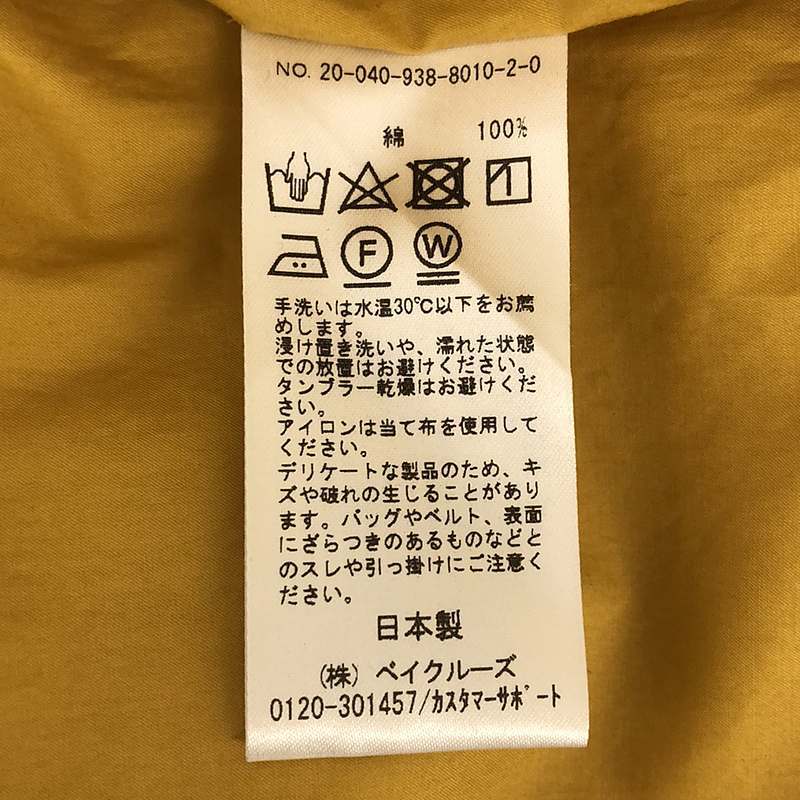 NO. 20-040-938-8010-2-0
綿 100%
F W
手洗いは水温30℃以下をお薦
めします。
浸け置き洗いや、濡れた状態
での放置はお避けください。
タンブラー乾燥はお避けくだ
さい。
アイロンは当て布を使用して
ください。
デリケートな製品のため、キ
ズや破れの生じることがあり
ます。バッグやベルト、表面
にざらつきのあるものなどと
のスレや引っ掛けにご注意く
ださい。
日本製
(株) ベイクルーズ
0120-301457/カスタマーサポート